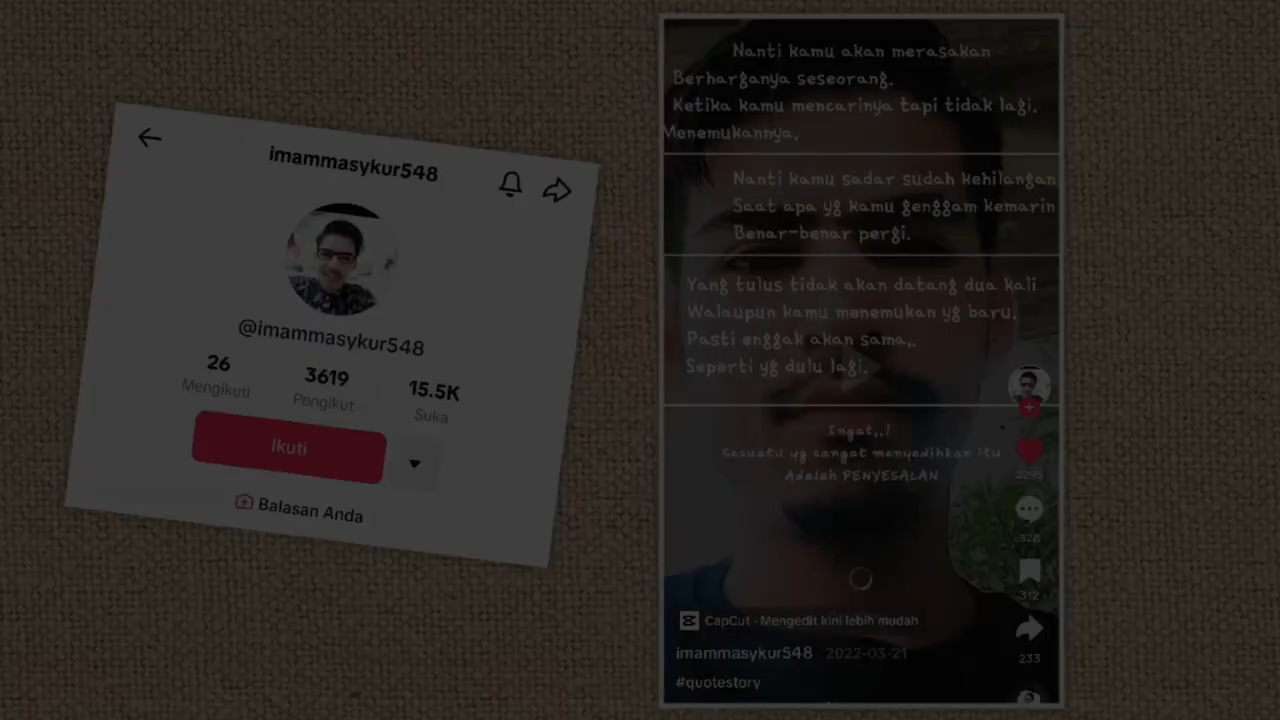 imammasykur548
@imammasykur548
26
3619
15.5K
Mengikuti
Pengikut
Suka
Ikuti
Balasan Anda
Nanti kamu akan merasakan
Berharganya seseorang.
Ketika kamu mencarinya tapi tidak lagi.
Menemukannya.
Nanti kamu sadar sudah kehilangan
Saat apa yg kamu genggam kemarin
Benar-benar pergi.
Yang tulus tidak akan datang dua kali
Walaupun kamu menemukan yg baru.
Pasti enggak akan sama,.
Seperti yg dulu lagi.
Ingat,,!
Sesuatu yg sangat menyedihkan itu
Adalah PENYESALAN
2295
328
312
233
CapCut · Mengedit kini lebih mudah
imammasykur548 2022-03-21
#quotestory